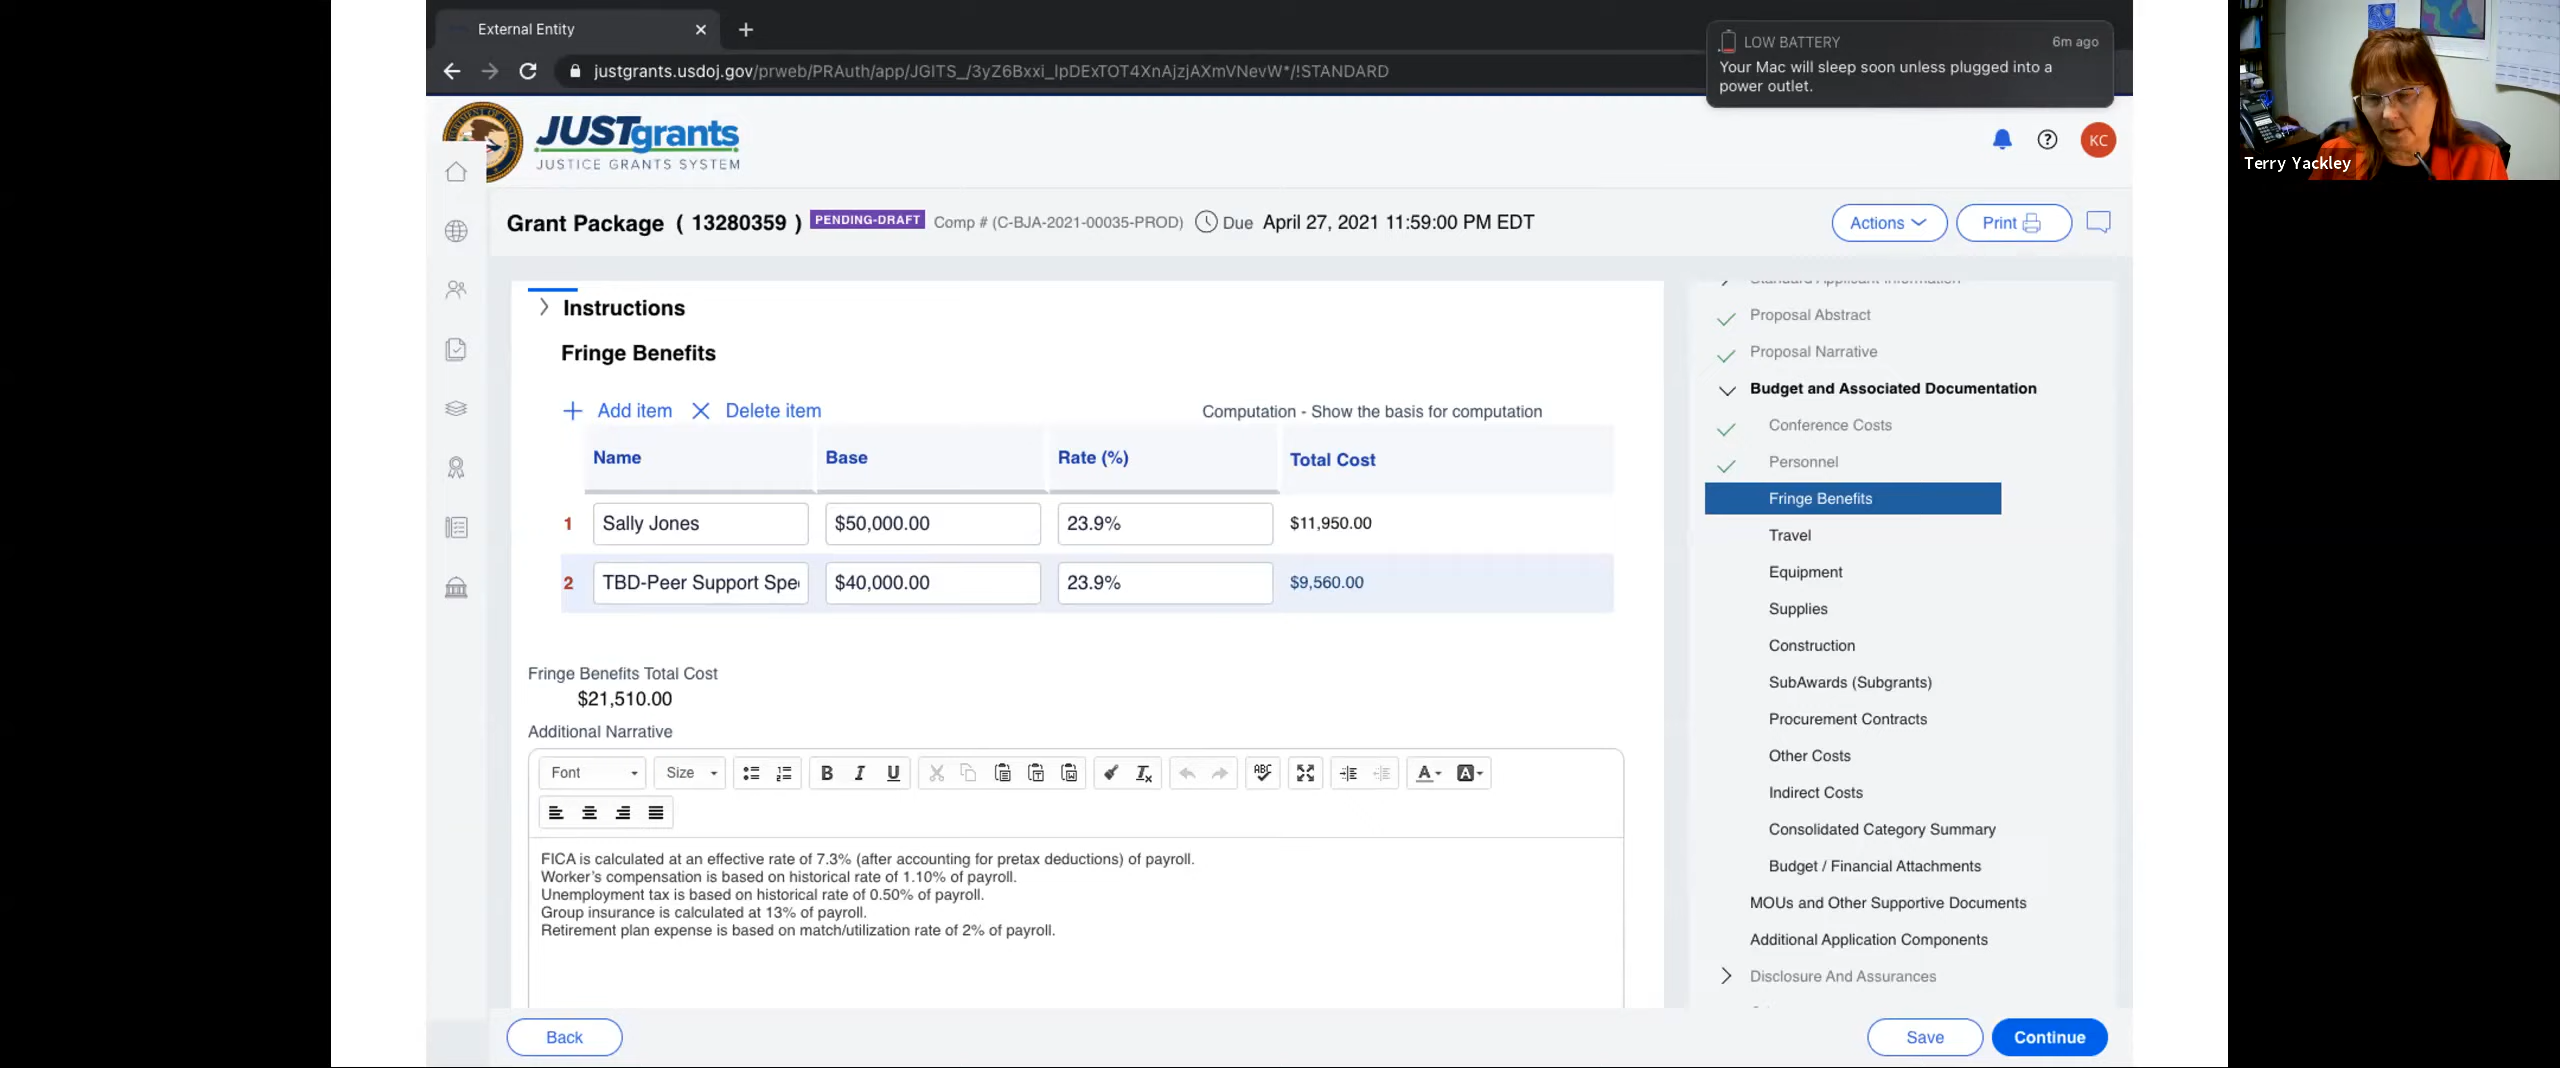 External Entity
LOW BATTERY 6m ago
Your Mac will sleep soon unless plugged into a
power outlet.
justgrants.usdoj.gov/prweb/PRAuth/app/JGITS_/3yZ6Bxxi_IpDExTOT4XnAjzjAXmVNevW*/!STANDARD
JUSTgrants
JUSTICE GRANTS SYSTEM
KC
Terry Yackley
Grant Package ( 13280359 ) PENDING-DRAFT Comp # (C-BJA-2021-00035-PROD) Due April 27, 2021 11:59:00 PM EDT
Actions Print
Instructions
Fringe Benefits
Add item Delete item Computation - Show the basis for computation
Name Base Rate (%) Total Cost
1 Sally Jones $50,000.00 23.9% $11,950.00
2 TBD-Peer Support Spe $40,000.00 23.9% $9,560.00
Fringe Benefits Total Cost
$21,510.00
Additional Narrative
Font Size B I U ABC A A
FICA is calculated at an effective rate of 7.3% (after accounting for pretax deductions) of payroll.
Worker's compensation is based on historical rate of 1.10% of payroll.
Unemployment tax is based on historical rate of 0.50% of payroll.
Group insurance is calculated at 13% of payroll.
Retirement plan expense is based on match/utilization rate of 2% of payroll.
Standard Applicant Information
Proposal Abstract
Proposal Narrative
Budget and Associated Documentation
Conference Costs
Personnel
Fringe Benefits
Travel
Equipment
Supplies
Construction
SubAwards (Subgrants)
Procurement Contracts
Other Costs
Indirect Costs
Consolidated Category Summary
Budget / Financial Attachments
MOUs and Other Supportive Documents
Additional Application Components
Disclosure And Assurances
Back Save Continue